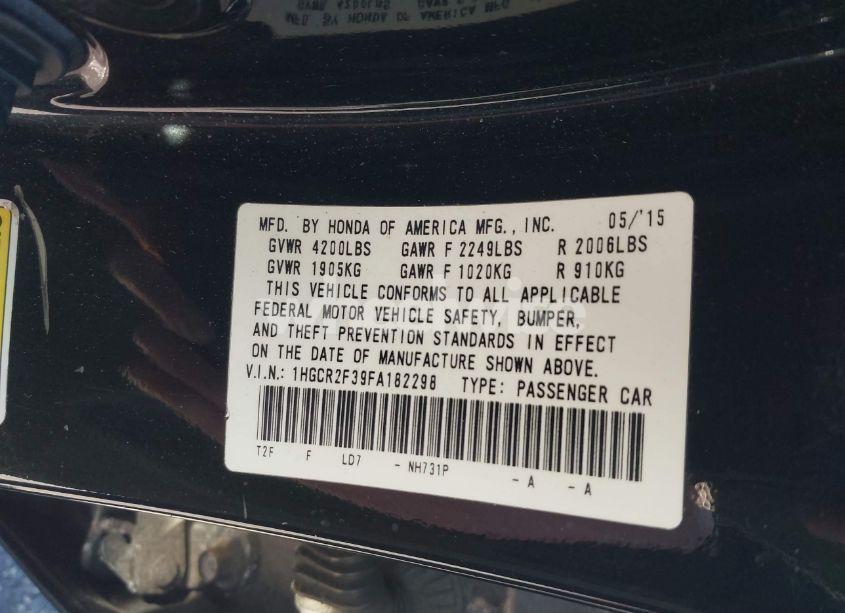 MFD. BY HONDA OF AMERICA MFG., INC. 05/'15
GVWR 4200LBS GAWR F 2249LBS R 2006LBS
GVWR 1905KG GAWR F 1020KG R 910KG
THIS VEHICLE CONFORMS TO ALL APPLICABLE
FEDERAL MOTOR VEHICLE SAFETY, BUMPER,
AND THEFT PREVENTION STANDARDS IN EFFECT
ON THE DATE OF MANUFACTURE SHOWN ABOVE.
V.I.N.: 1HGCR2F39FA182298 TYPE: PASSENGER CAR
T2F F LD7 - NH731P
-A -A